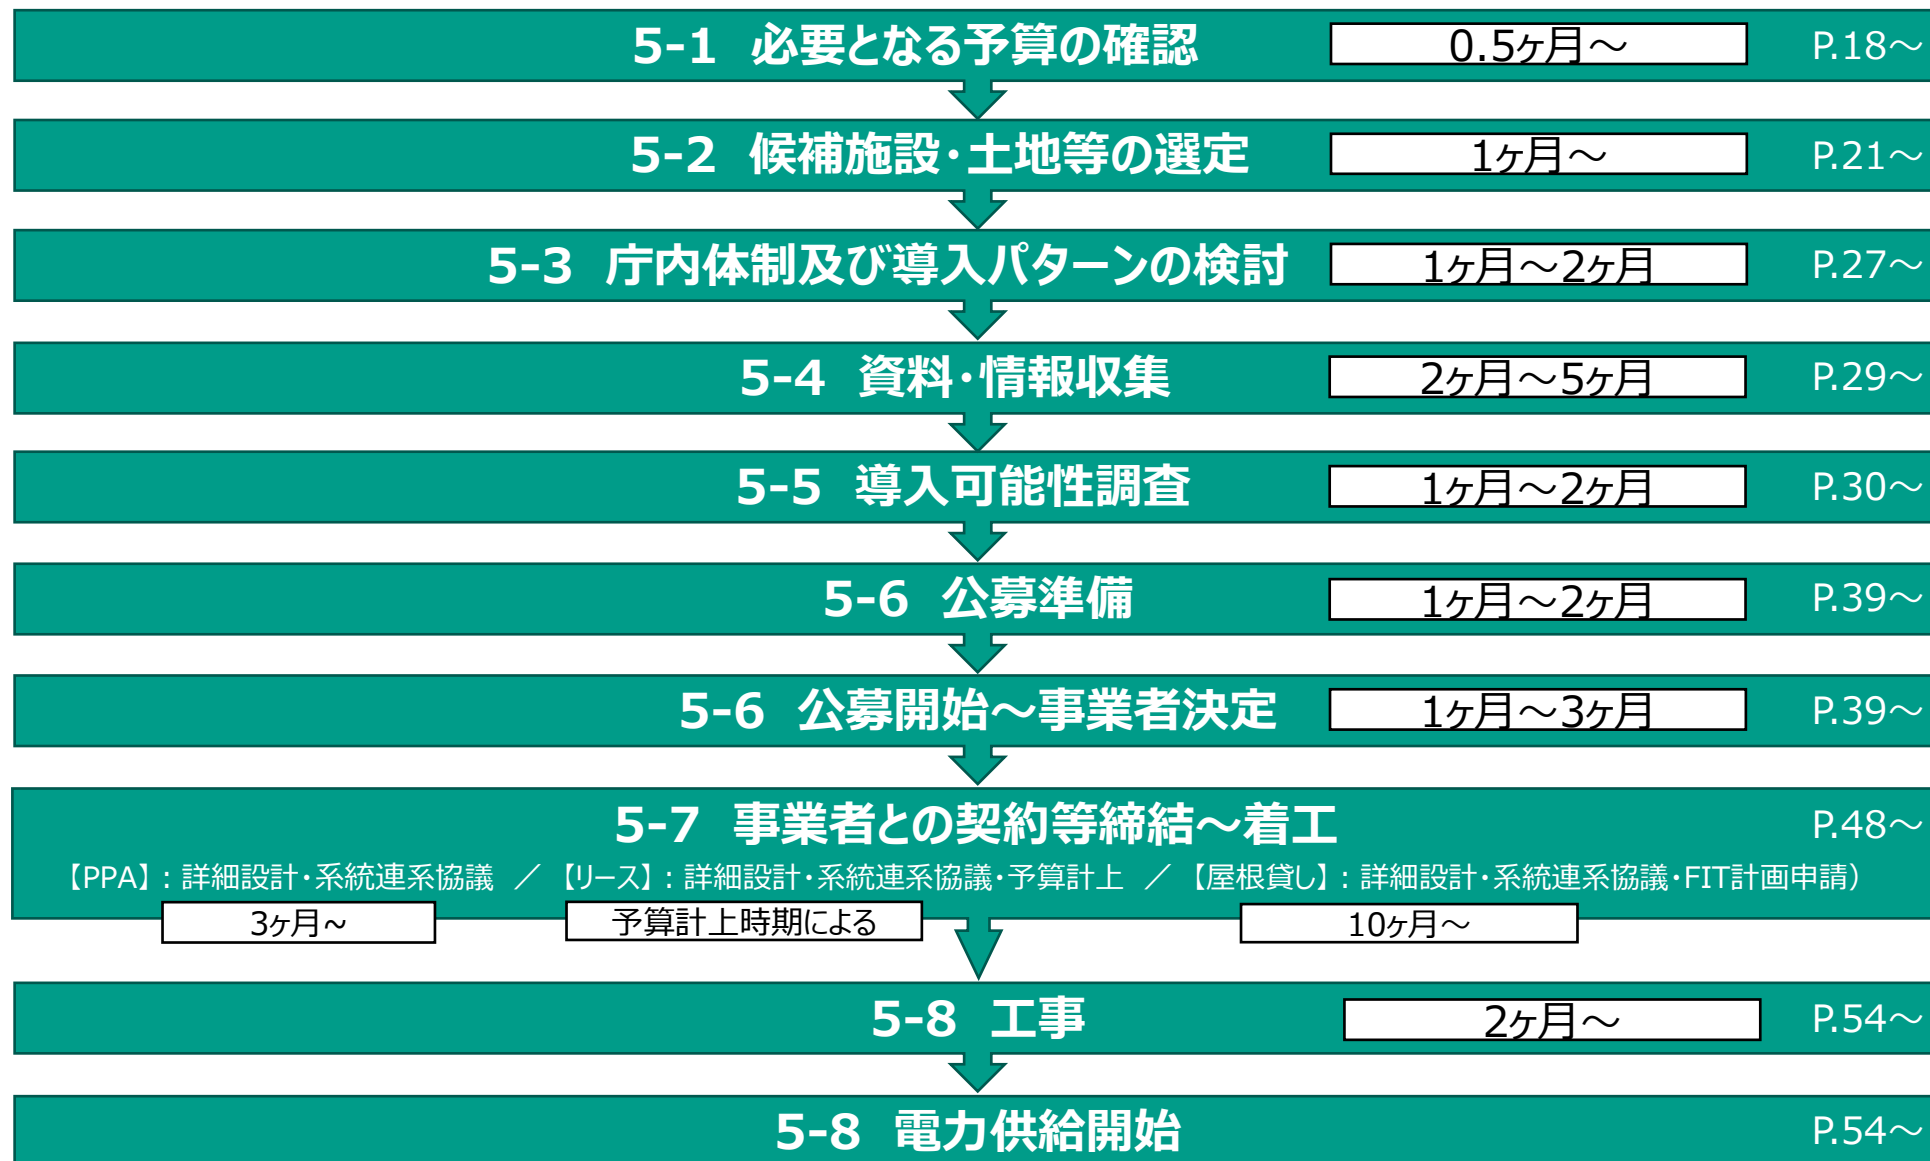 5-1 必要となる予算の確認 0.5ヶ月～ P.18～
5-2 候補施設・土地等の選定 1ヶ月～ P.21～
5-3 庁内体制及び導入パターンの検討 1ヶ月～2ヶ月 P.27～
5-4 資料・情報収集 2ヶ月～5ヶ月 P.29～
5-5 導入可能性調査 1ヶ月～2ヶ月 P.30～
5-6 公募準備 1ヶ月～2ヶ月 P.39～
5-6 公募開始～事業者決定 1ヶ月～3ヶ月 P.39～
5-7 事業者との契約等締結～着工 P.48～
【PPA】：詳細設計・系統連系協議 ／ 【リース】：詳細設計・系統連系協議・予算計上 ／ 【屋根貸し】：詳細設計・系統連系協議・FIT計画申請）
3ヶ月~ 予算計上時期による 10ヶ月～
5-8 工事 2ヶ月～ P.54～
5-8 電力供給開始 P.54～